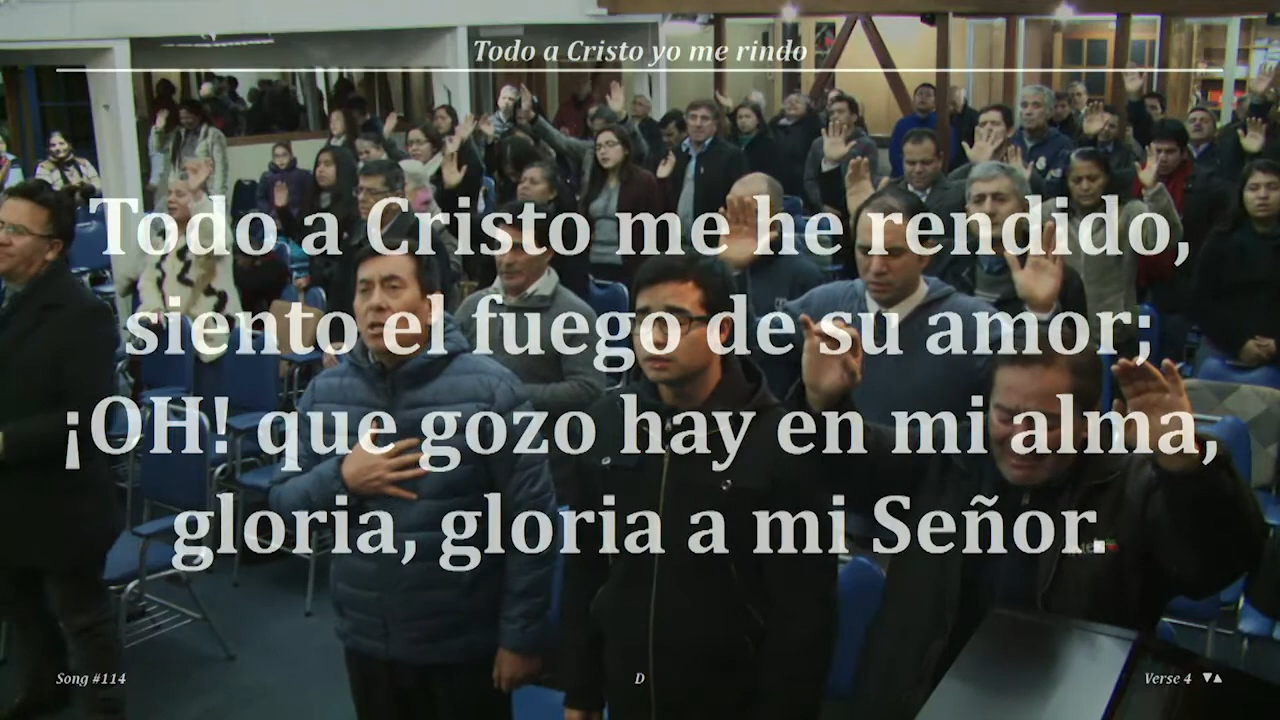 Todo a Cristo yo me rindo
Todo a Cristo me he rendido,
siento el fuego de su amor;
¡OH! que gozo hay en mi alma,
gloria, gloria a mi Señor.
Song #114
D
Verse 4 ▼▲